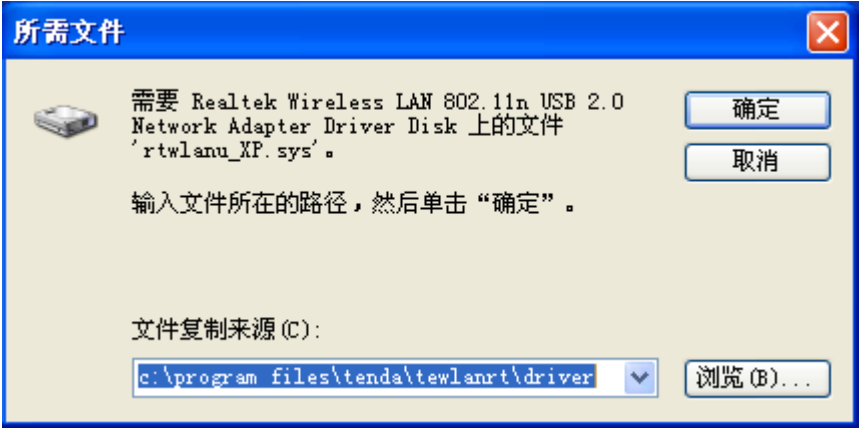 所需文件
需要 Realtek Wireless LAN 802.11n USB 2.0
Network Adapter Driver Disk 上的文件
'rtwlanu_XP.sys'。
输入文件所在的路径，然后单击“确定”。
确定
取消
文件复制来源(C):
c:\program files\tenda\tewlanrt\driver
浏览(B)...